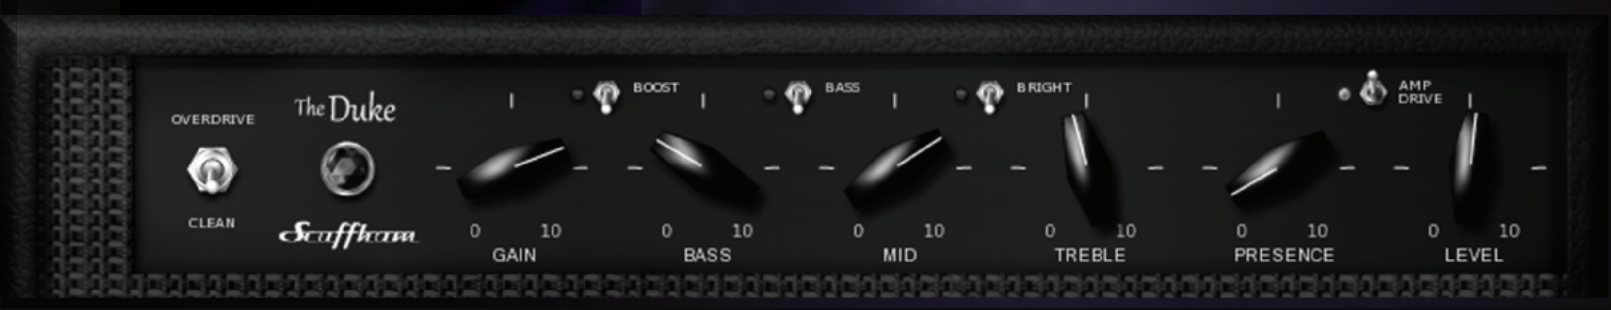 OVERDRIVE
CLEAN
The Duke
Scuffham
BOOST
BASS
BRIGHT
AMP
DRIVE
0 10
GAIN
0 10
BASS
0 10
MID
0 10
TREBLE
0 10
PRESENCE
0 10
LEVEL